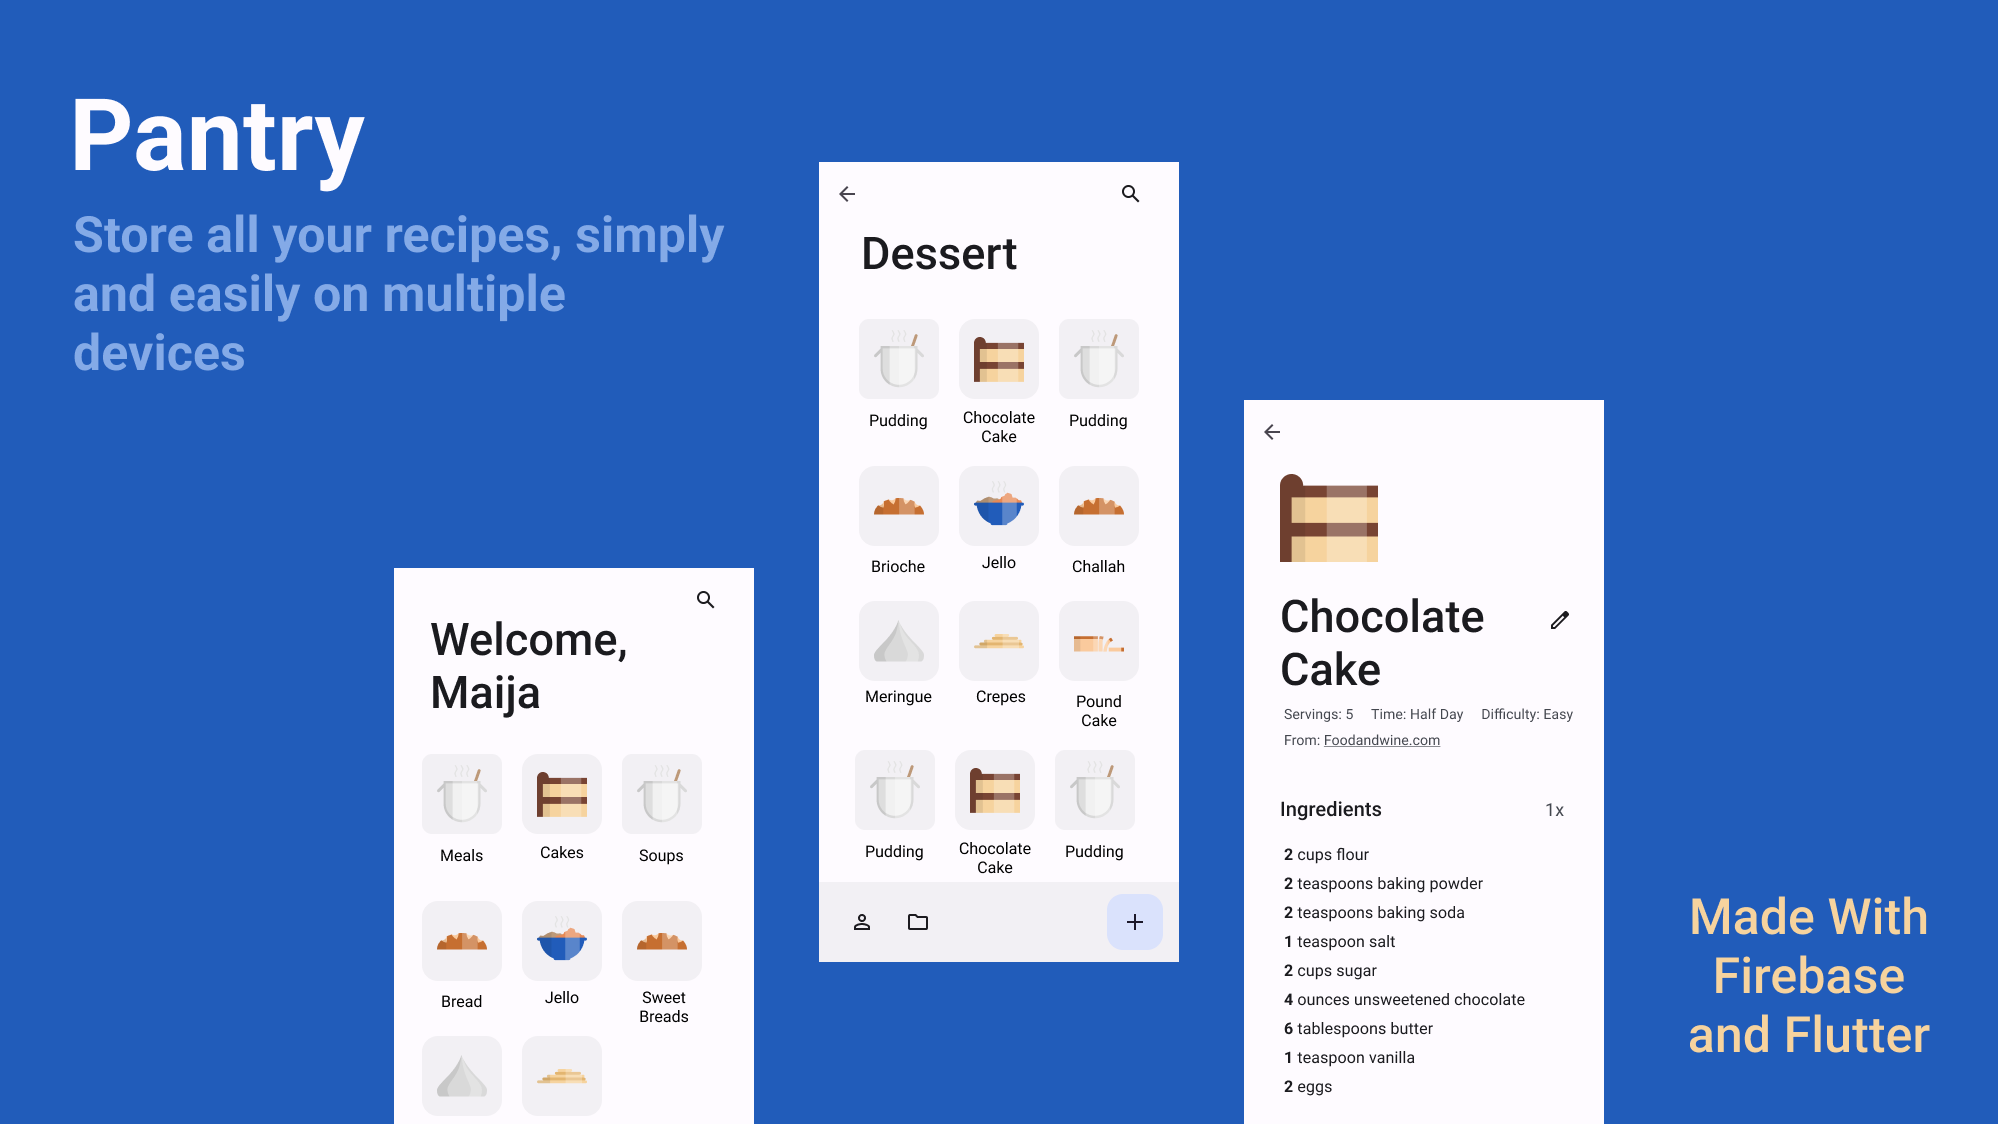 Pantry
Store all your recipes, simply
and easily on multiple
devices
Welcome,
Maija
Meals
Cakes
Soups
Bread
Jello
Sweet
Breads
Dessert
Pudding
Chocolate
Cake
Pudding
Brioche
Jello
Challah
Meringue
Crepes
Pound
Cake
Pudding
Chocolate
Cake
Pudding
Chocolate
Cake
Servings: 5 Time: Half Day Difficulty: Easy
From: Foodandwine.com
Ingredients 1x
2 cups flour
2 teaspoons baking powder
2 teaspoons baking soda
1 teaspoon salt
2 cups sugar
4 ounces unsweetened chocolate
6 tablespoons butter
1 teaspoon vanilla
2 eggs
Made With
Firebase
and Flutter